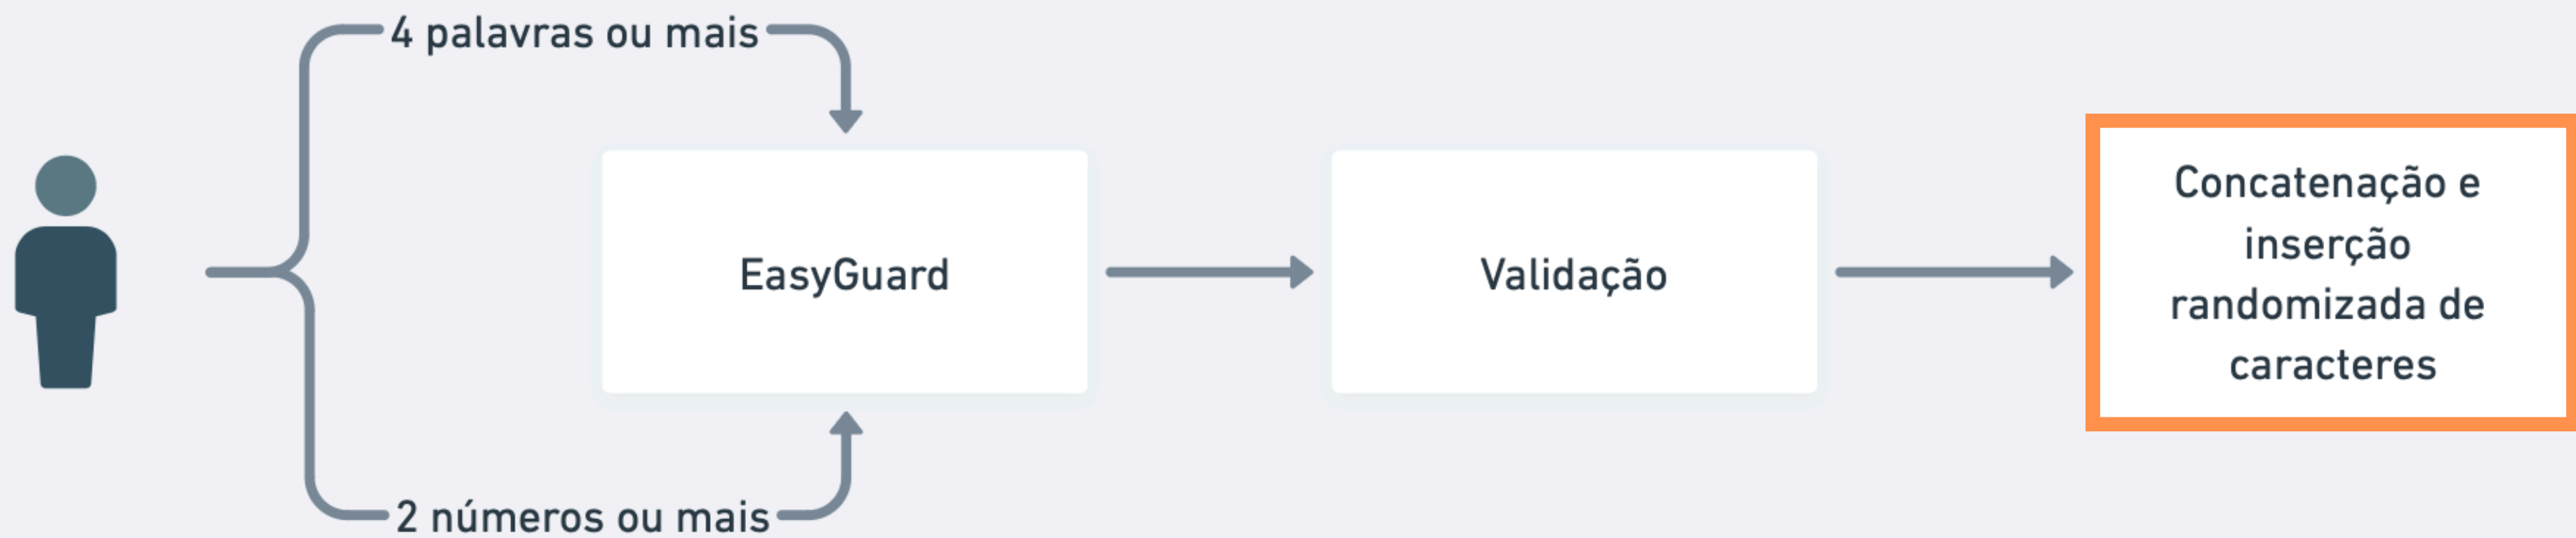 4 palavras ou mais
EasyGuard
Validação
Concatenação e
inserção
randomizada de
caracteres
2 números ou mais